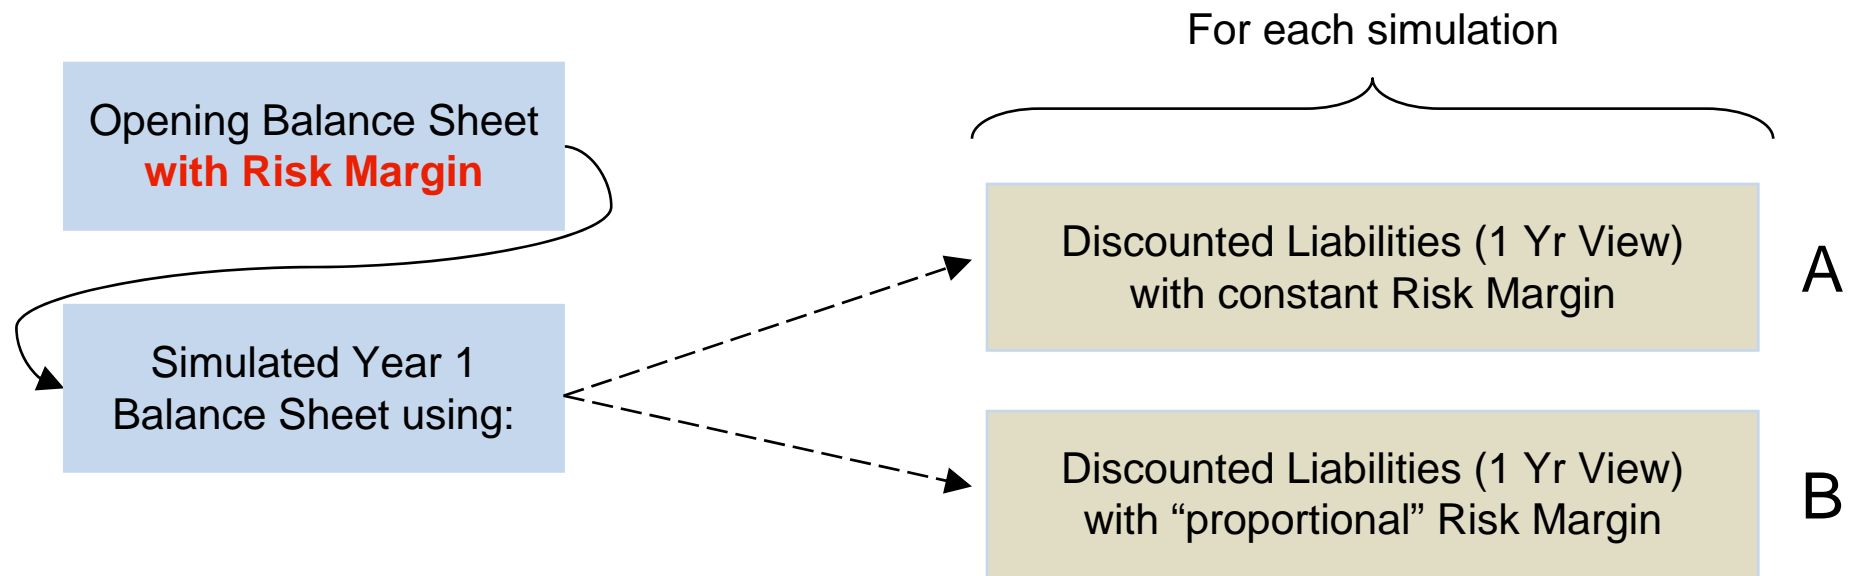 For each simulation
Opening Balance Sheet
with Risk Margin
Discounted Liabilities (1 Yr View)
with constant Risk Margin
A
Simulated Year 1
Balance Sheet using:
Discounted Liabilities (1 Yr View)
with “proportional” Risk Margin
B